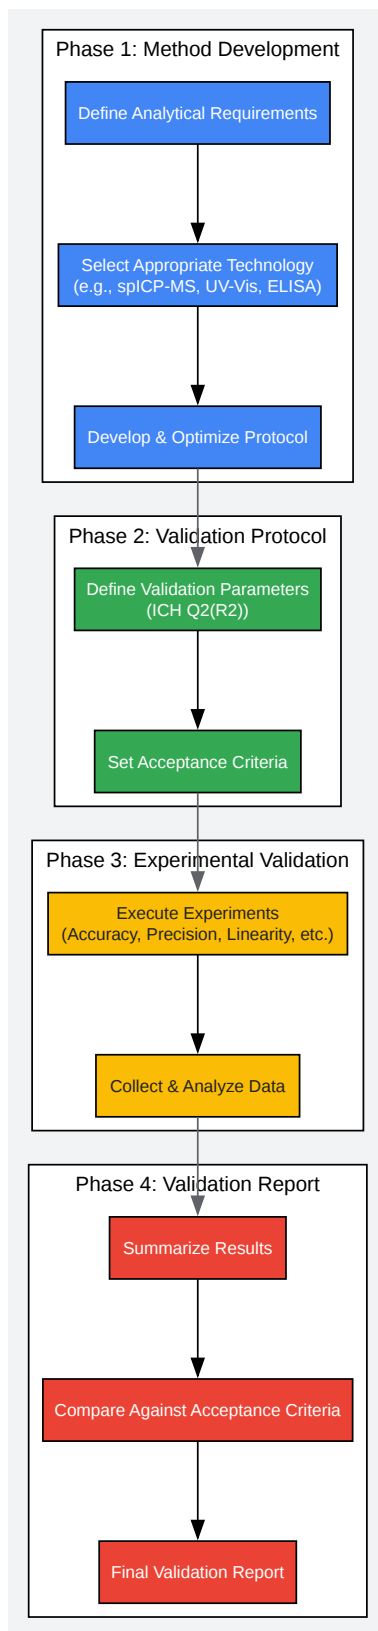 Phase 1: Method Development
Define Analytical Requirements
Select Appropriate Technology
(e.g., spICP-MS, UV-Vis, ELISA)
Develop & Optimize Protocol
Phase 2: Validation Protocol
Define Validation Parameters
(ICH Q2(R2))
Set Acceptance Criteria
Phase 3: Experimental Validation
Execute Experiments
(Accuracy, Precision, Linearity, etc.)
Collect & Analyze Data
Phase 4: Validation Report
Summarize Results
Compare Against Acceptance Criteria
Final Validation Report